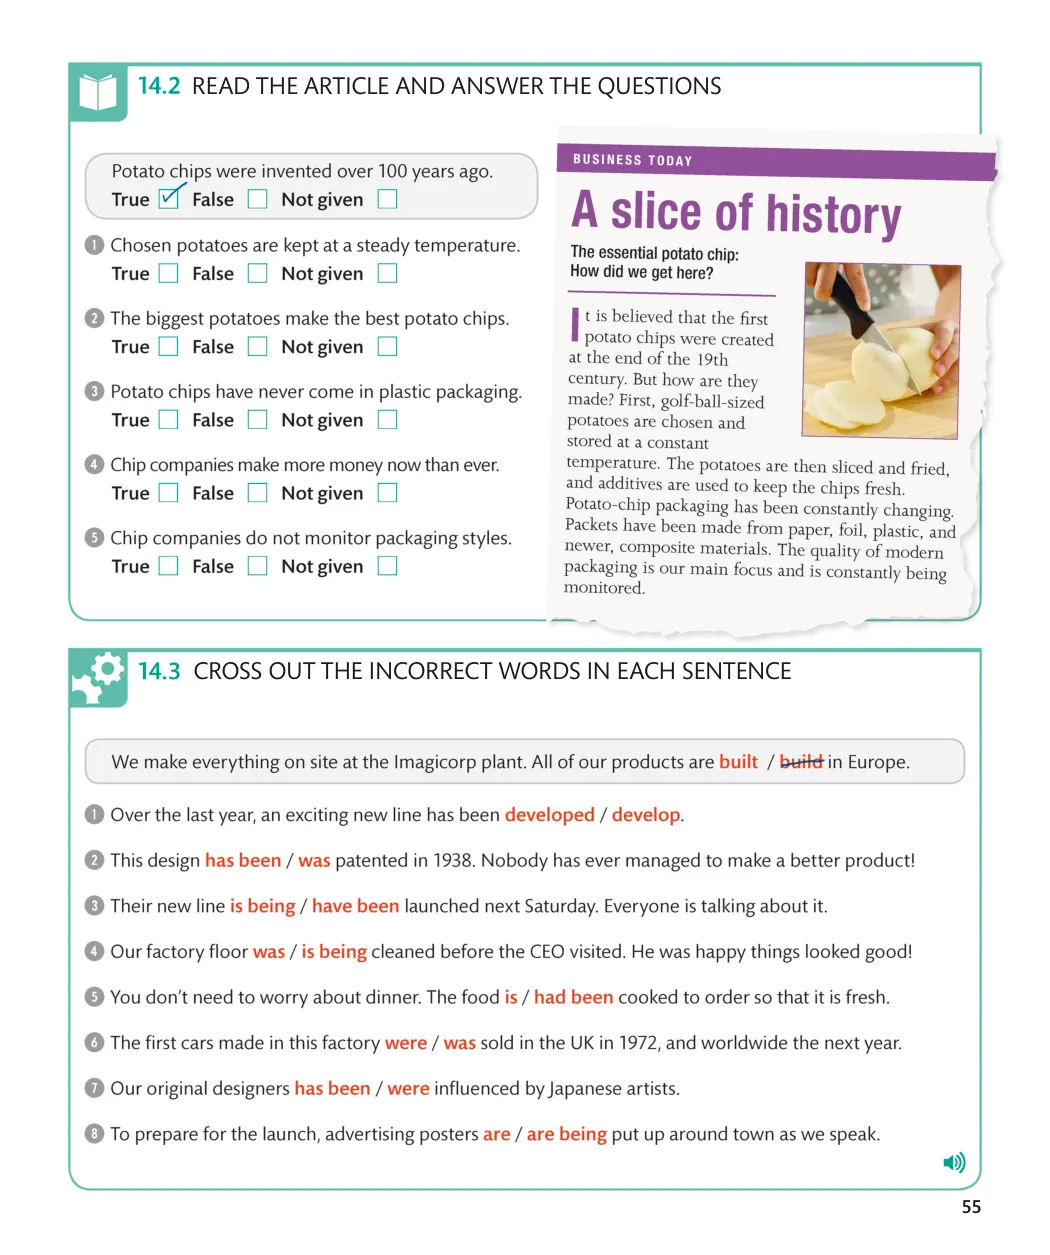 14.2 READ THE ARTICLE AND ANSWER THE QUESTIONS
Potato chips were invented over 100 years ago.
True False Not given
1 Chosen potatoes are kept at a steady temperature.
True False Not given
2 The biggest potatoes make the best potato chips.
True False Not given
3 Potato chips have never come in plastic packaging.
True False Not given
4 Chip companies make more money now than ever.
True False Not given
5 Chip companies do not monitor packaging styles.
True False Not given
BUSINESS TODAY
A slice of history
The essential potato chip:
How did we get here?
It is believed that the first
potato chips were created
at the end of the 19th
century. But how are they
made? First, golf-ball-sized
potatoes are chosen and
stored at a constant
temperature. The potatoes are then sliced and fried,
and additives are used to keep the chips fresh.
Potato-chip packaging has been constantly changing.
Packets have been made from paper, foil, plastic, and
newer, composite materials. The quality of modern
packaging is our main focus and is constantly being
monitored.
14.3 CROSS OUT THE INCORRECT WORDS IN EACH SENTENCE
We make everything on site at the Imagicorp plant. All of our products are built / build in Europe.
1 Over the last year, an exciting new line has been developed / develop.
2 This design has been / was patented in 1938. Nobody has ever managed to make a better product!
3 Their new line is being / have been launched next Saturday. Everyone is talking about it.
4 Our factory floor was / is being cleaned before the CEO visited. He was happy things looked good!
5 You don't need to worry about dinner. The food is / had been cooked to order so that it is fresh.
6 The first cars made in this factory were / was sold in the UK in 1972, and worldwide the next year.
7 Our original designers has been / were influenced by Japanese artists.
8 To prepare for the launch, advertising posters are / are being put up around town as we speak.
55